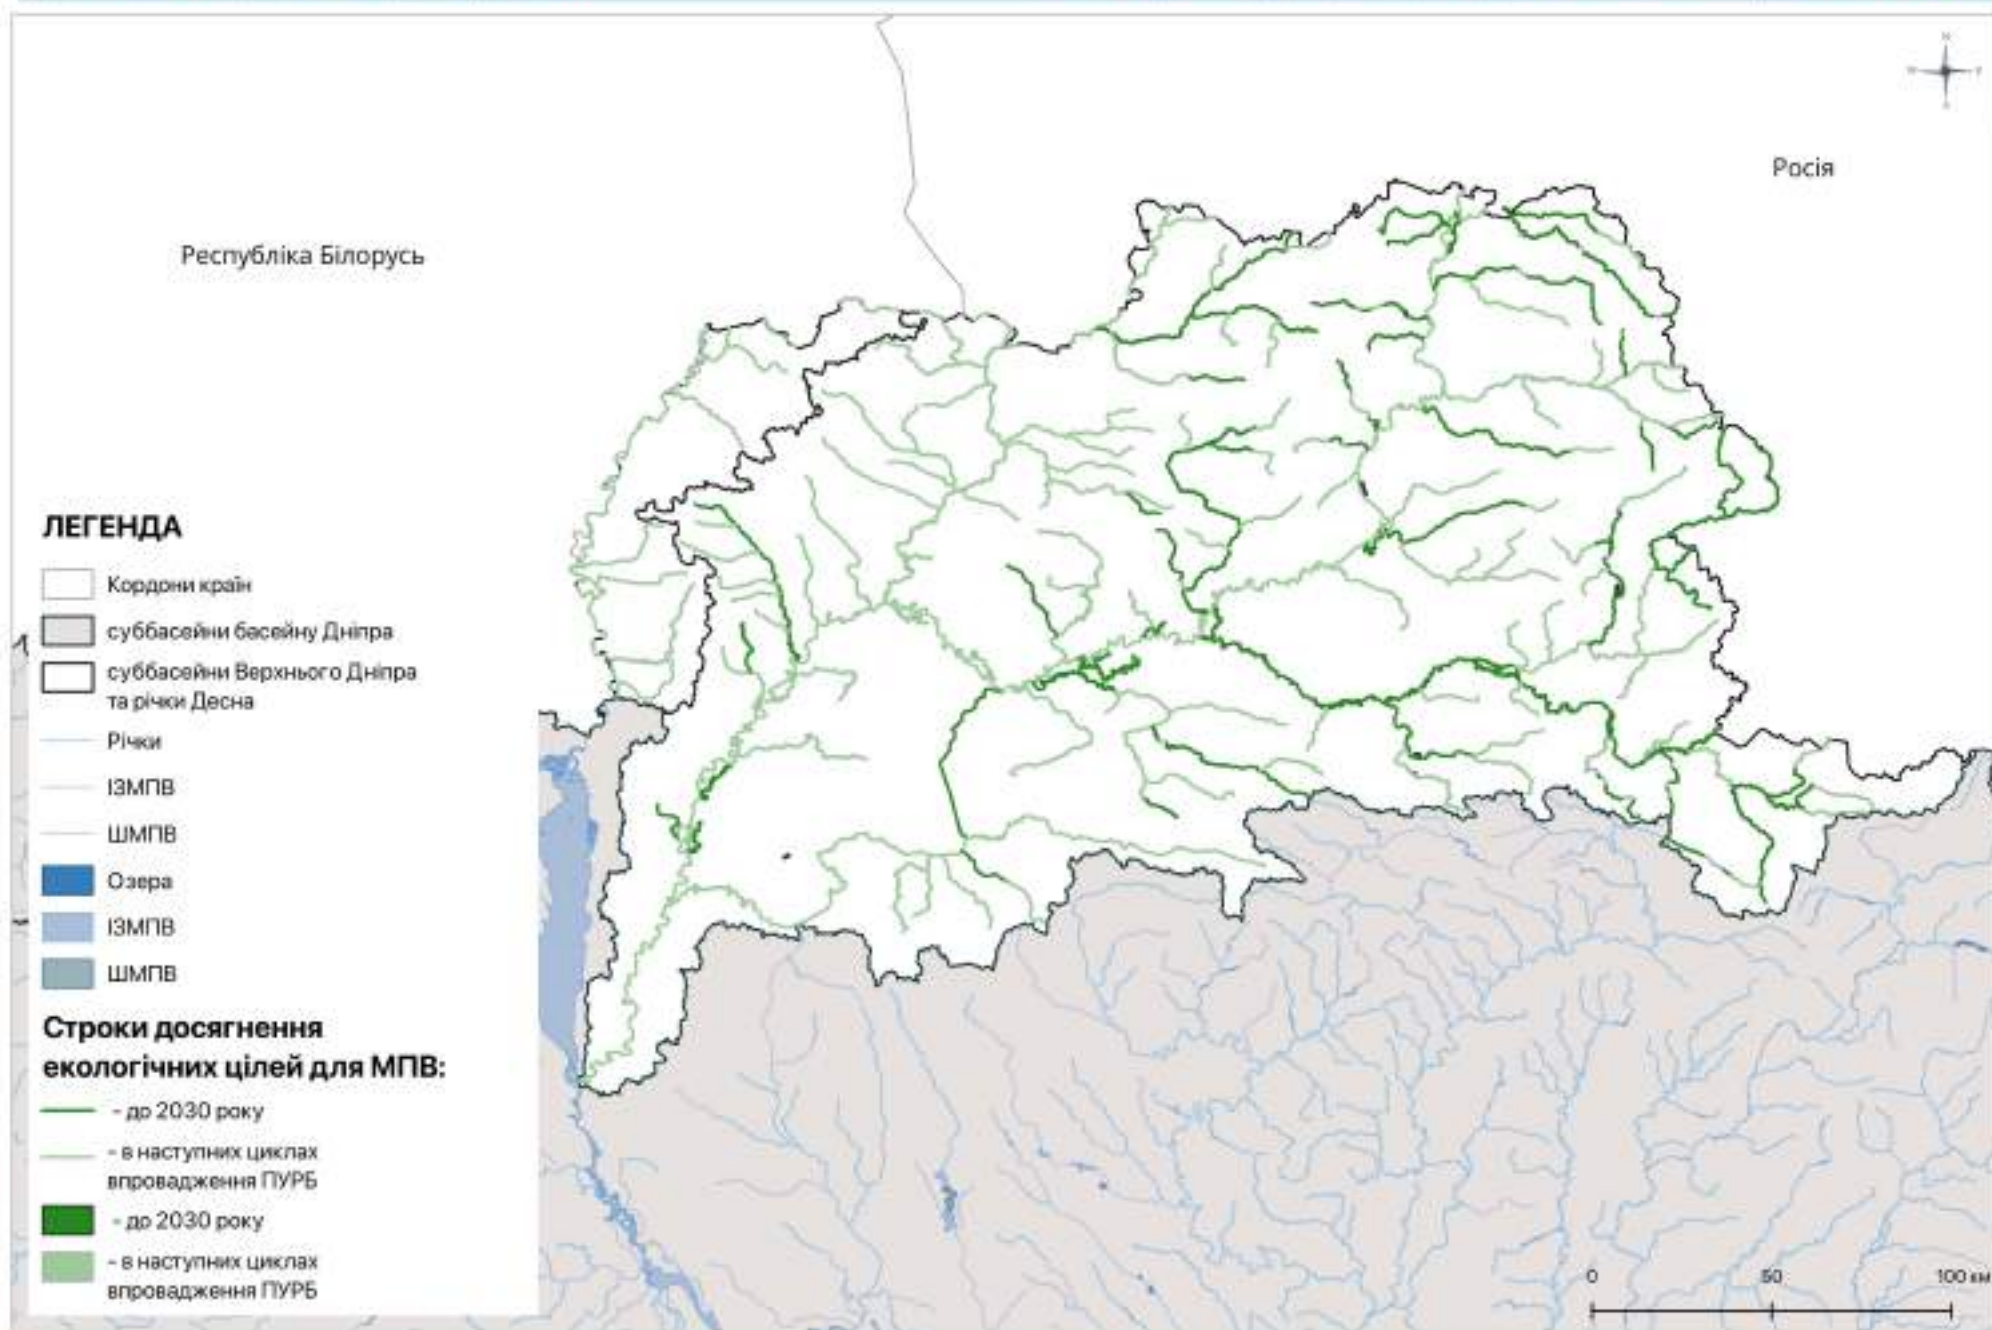 Росія
Республіка Білорусь
ЛЕГЕНДА
Кордони країн
суббасейни басейну Дніпра
суббасейни Верхнього Дніпра
та річки Десна
Річки
ІЗМПВ
ШМПВ
Озера
ІЗМПВ
ШМПВ
Строки досягнення
екологічних цілей для МПВ:
- до 2030 року
- в наступних циклах
впровадження ПУРБ
- до 2030 року
- в наступних циклах
впровадження ПУРБ
0 50 100 км